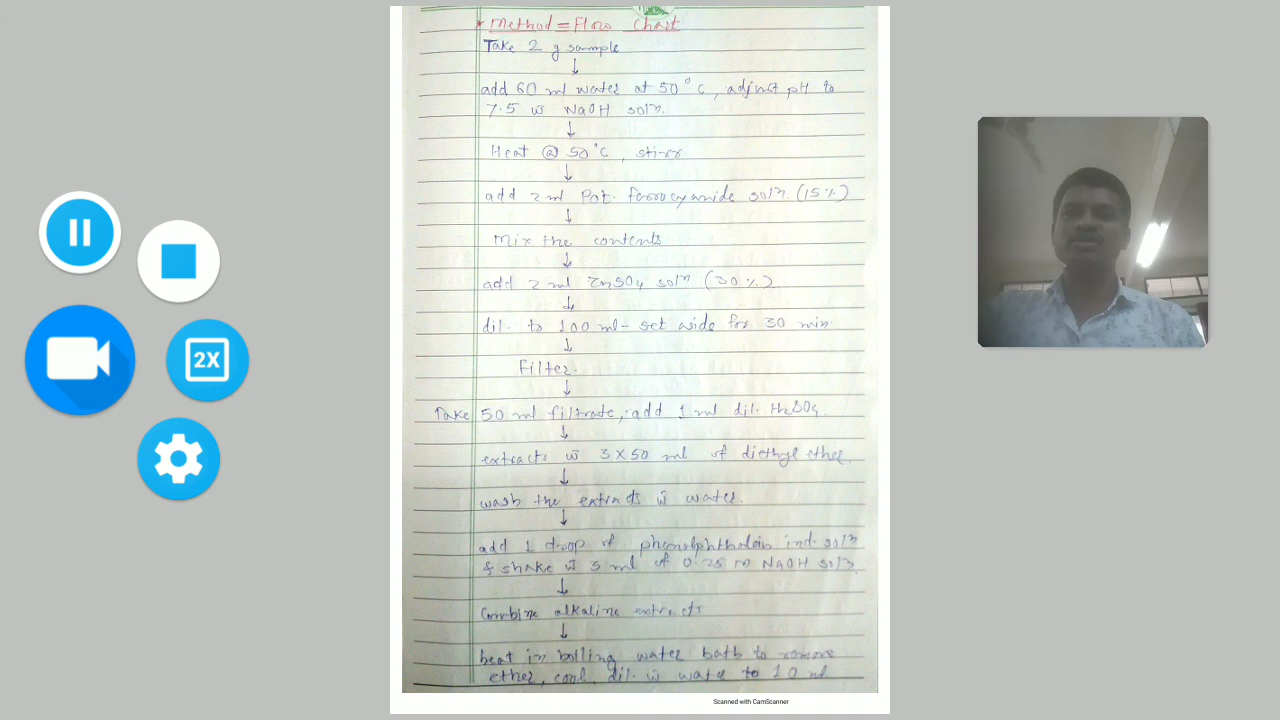 * Method = Flow Chart
Take 2 g sample
↓
add 60 ml water at 50°C, adjust pH to
7.5 w̄ NaOH solⁿ.
↓
Heat @ 50°C, stirr
↓
add 2 ml Pot. ferrocyanide solⁿ. (15%)
↓
Mix the contents
↓
add 2 ml ZnSO4 solⁿ (30%)
↓
dil. to 100 ml - set aside for 30 min.
↓
Filter.
↓
Take 50 ml filtrate, add 1 ml dil. H2SO4.
↓
extracts w̄ 3X50 ml of diethyl ether.
↓
wash the extracts w̄ water.
↓
add 1 drop of phenolphthalein ind. solⁿ
& shake w̄ 5 ml of 0.25 M NaOH solⁿ.
↓
Combine alkaline extracts
↓
heat in boiling water bath to remove
ether, cool, dil. w̄ water to 10 ml.
Scanned with CamScanner
2X